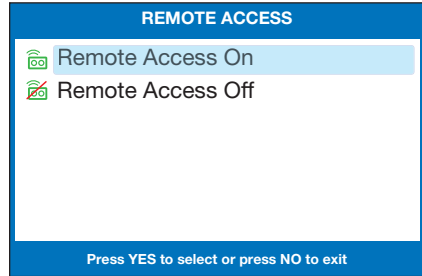 REMOTE ACCESS
Remote Access On
Remote Access Off
Press YES to select or press NO to exit